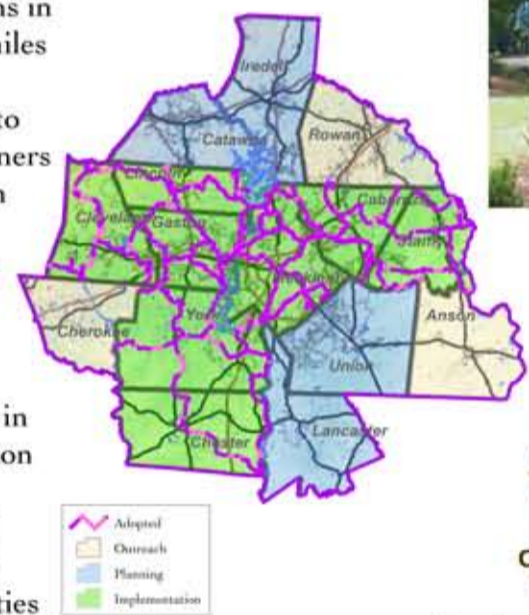 ns in
niles
to
ners
n
in
on
ties
Iredell
Catawba
Rowan
Lincoln
Cabarrus
Cleveland
Gaston
Stanly
York
Cherokee
Anson
Union
Lancaster
Chester
Adopted
Outreach
Planning
Implementation